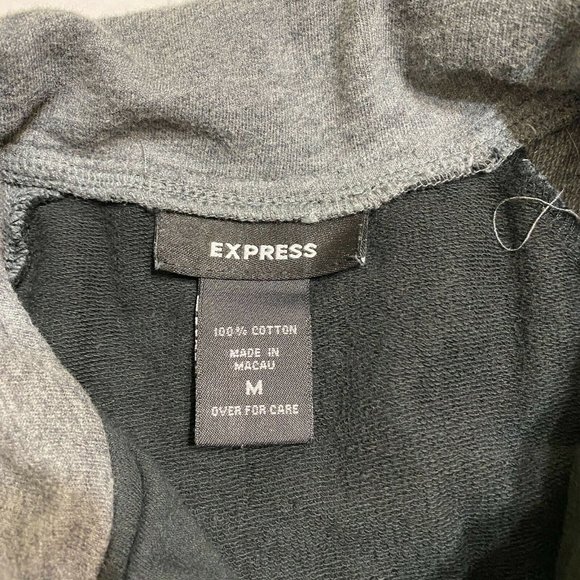 EXPRESS
100% COTTON
MADE IN
MACAU
M
OVER FOR CARE